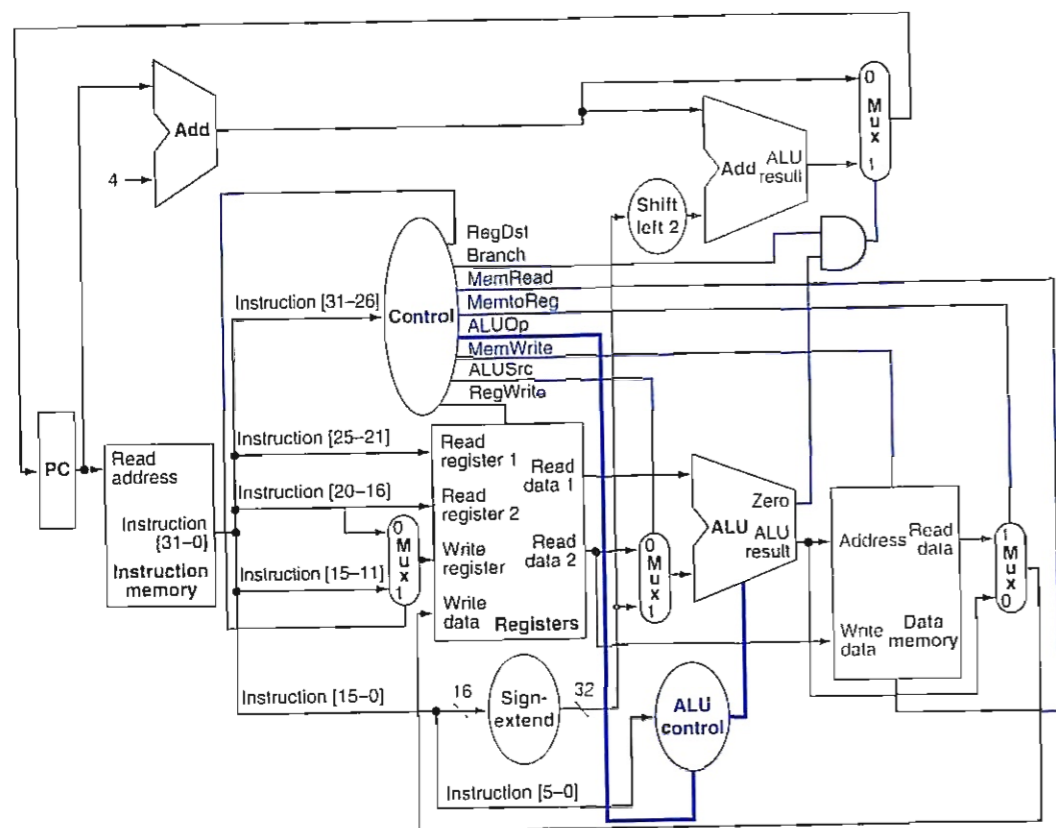 0
Mux
1
Add
4
Add
ALU
result
Shift
left 2
RegDst
Branch
MemRead
MemtoReg
ALUOp
MemWrite
ALUSrc
RegWrite
Instruction [31–26]
Control
PC
Read
address
Instruction
[31–0]
Instruction
memory
Instruction [25–21]
Instruction [20–16]
Instruction [15–11]
0
Mux
1
Read
register 1
Read
register 2
Write
register
Write
data
Read
data 1
Read
data 2
Registers
0
Mux
1
Zero
ALU
ALU
result
Address
Read
data
Write
data
Data
memory
1
Mux
0
Instruction [15–0]
16
Sign-
extend
32
ALU
control
Instruction [5–0]